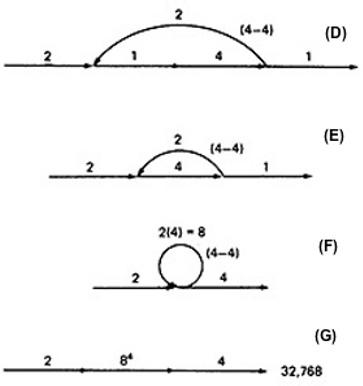 2
(4–4)
(D)
2 1 4 1
(E)
2
(4–4)
2 4 1
(F)
2(4) = 8
(4–4)
2 4
(G)
2 8⁴ 4
32,768